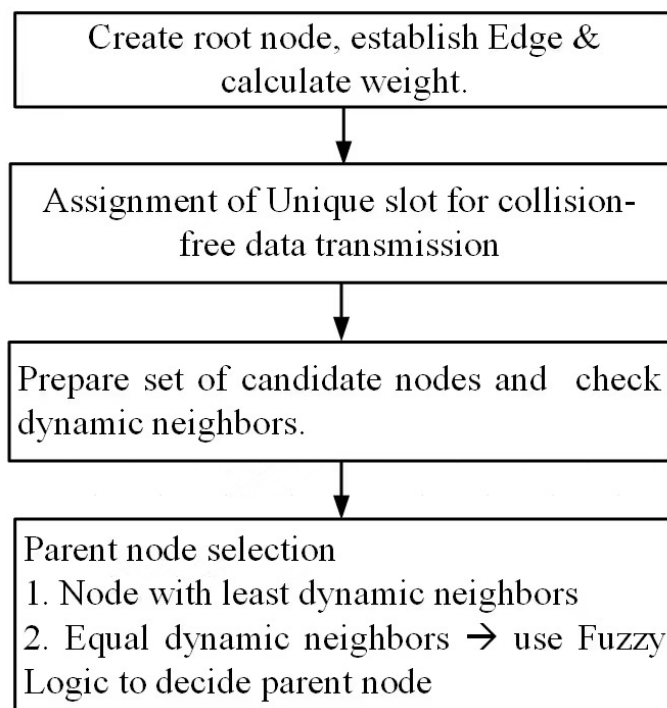 Create root node, establish Edge &
calculate weight.
Assignment of Unique slot for collision-
free data transmission
Prepare set of candidate nodes and check
dynamic neighbors.
Parent node selection
1. Node with least dynamic neighbors
2. Equal dynamic neighbors → use Fuzzy
Logic to decide parent node